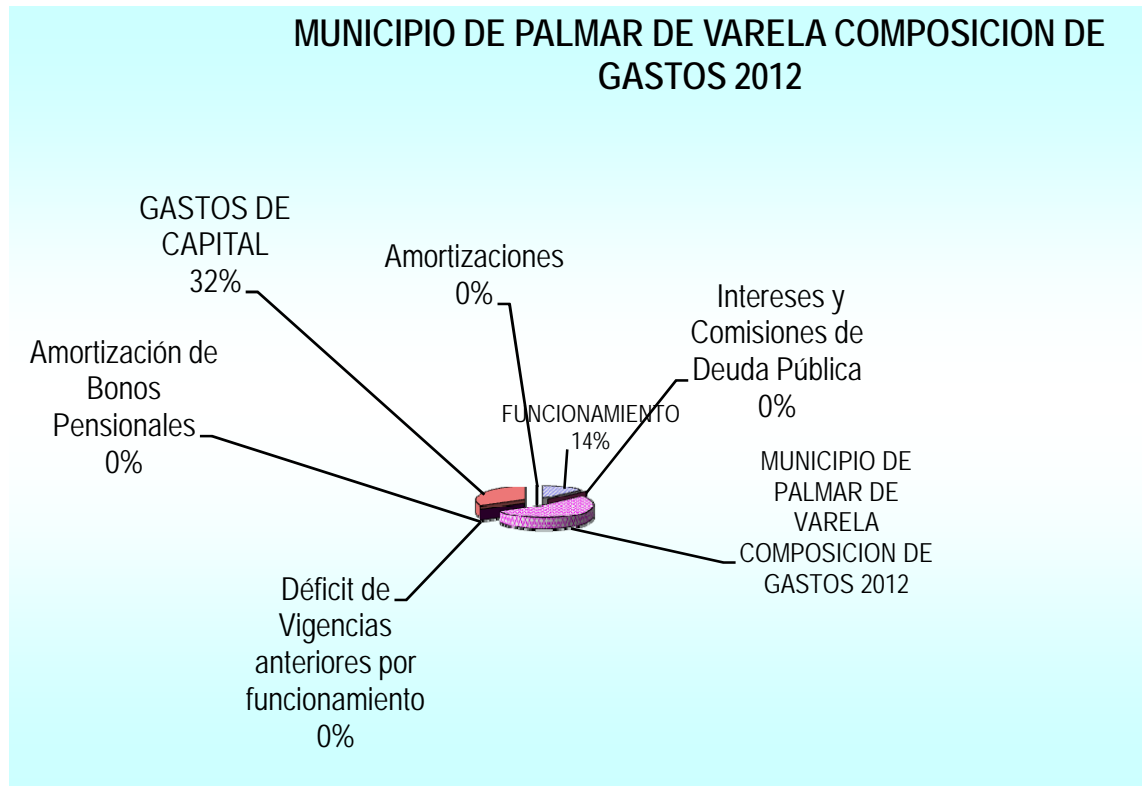 MUNICIPIO DE PALMAR DE VARELA COMPOSICION DE
GASTOS 2012
GASTOS DE
CAPITAL
32%
Amortizaciones
0%
Intereses y
Comisiones de
Deuda Pública
0%
Amortización de
Bonos
Pensionales
0%
FUNCIONAMIENTO
14%
MUNICIPIO DE
PALMAR DE
VARELA
COMPOSICION DE
GASTOS 2012
Déficit de
Vigencias
anteriores por
funcionamiento
0%